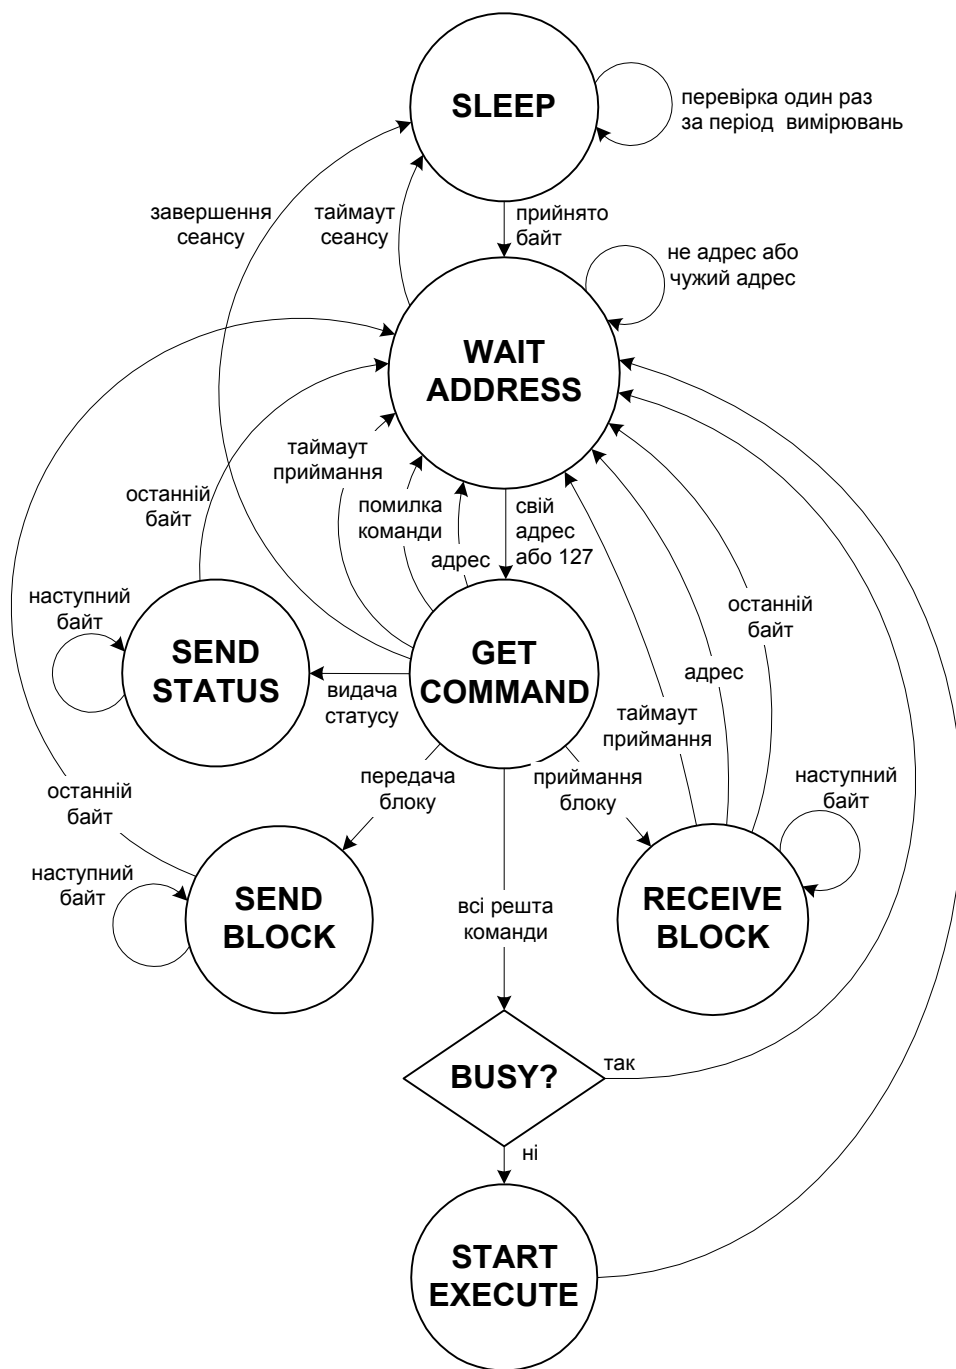 SLEEP
перевірка один раз
за період вимірювань
завершення
сеансу
таймаут
сеансу
прийнято
байт
не адрес або
чужий адрес
WAIT
ADDRESS
таймаут
приймання
останній
байт
помилка
команди
адрес
свій
адрес
або 127
наступний
байт
SEND
STATUS
GET
COMMAND
останній
байт
адрес
видача
статусу
таймаут
приймання
передача
блоку
приймання
блоку
наступний
байт
останній
байт
наступний
байт
SEND
BLOCK
всі решта
команди
RECEIVE
BLOCK
BUSY?
так
ні
START
EXECUTE